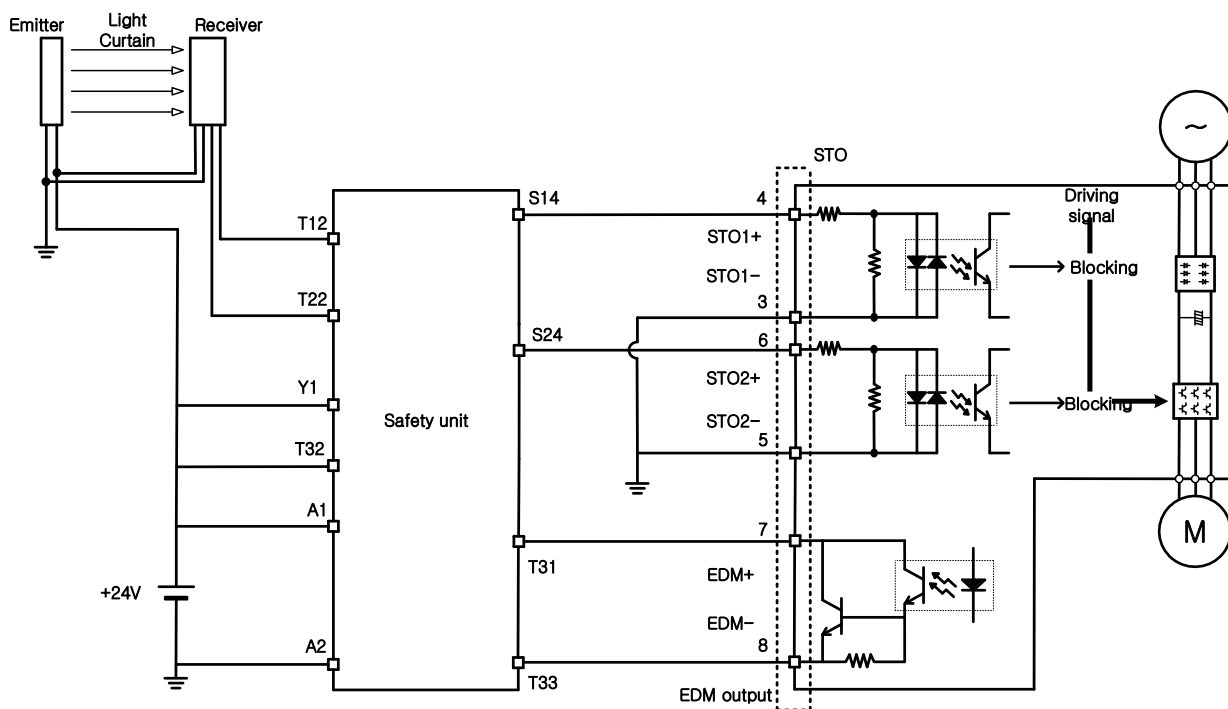 Emitter
Light
Curtain
Receiver
STO
S14
4
Driving
signal
T12
STO1+
STO1-
Blocking
T22
3
S24
6
Y1
STO2+
Blocking
Safety unit
STO2-
5
T32
A1
7
T31
M
+24V
EDM+
EDM-
A2
8
T33
EDM output